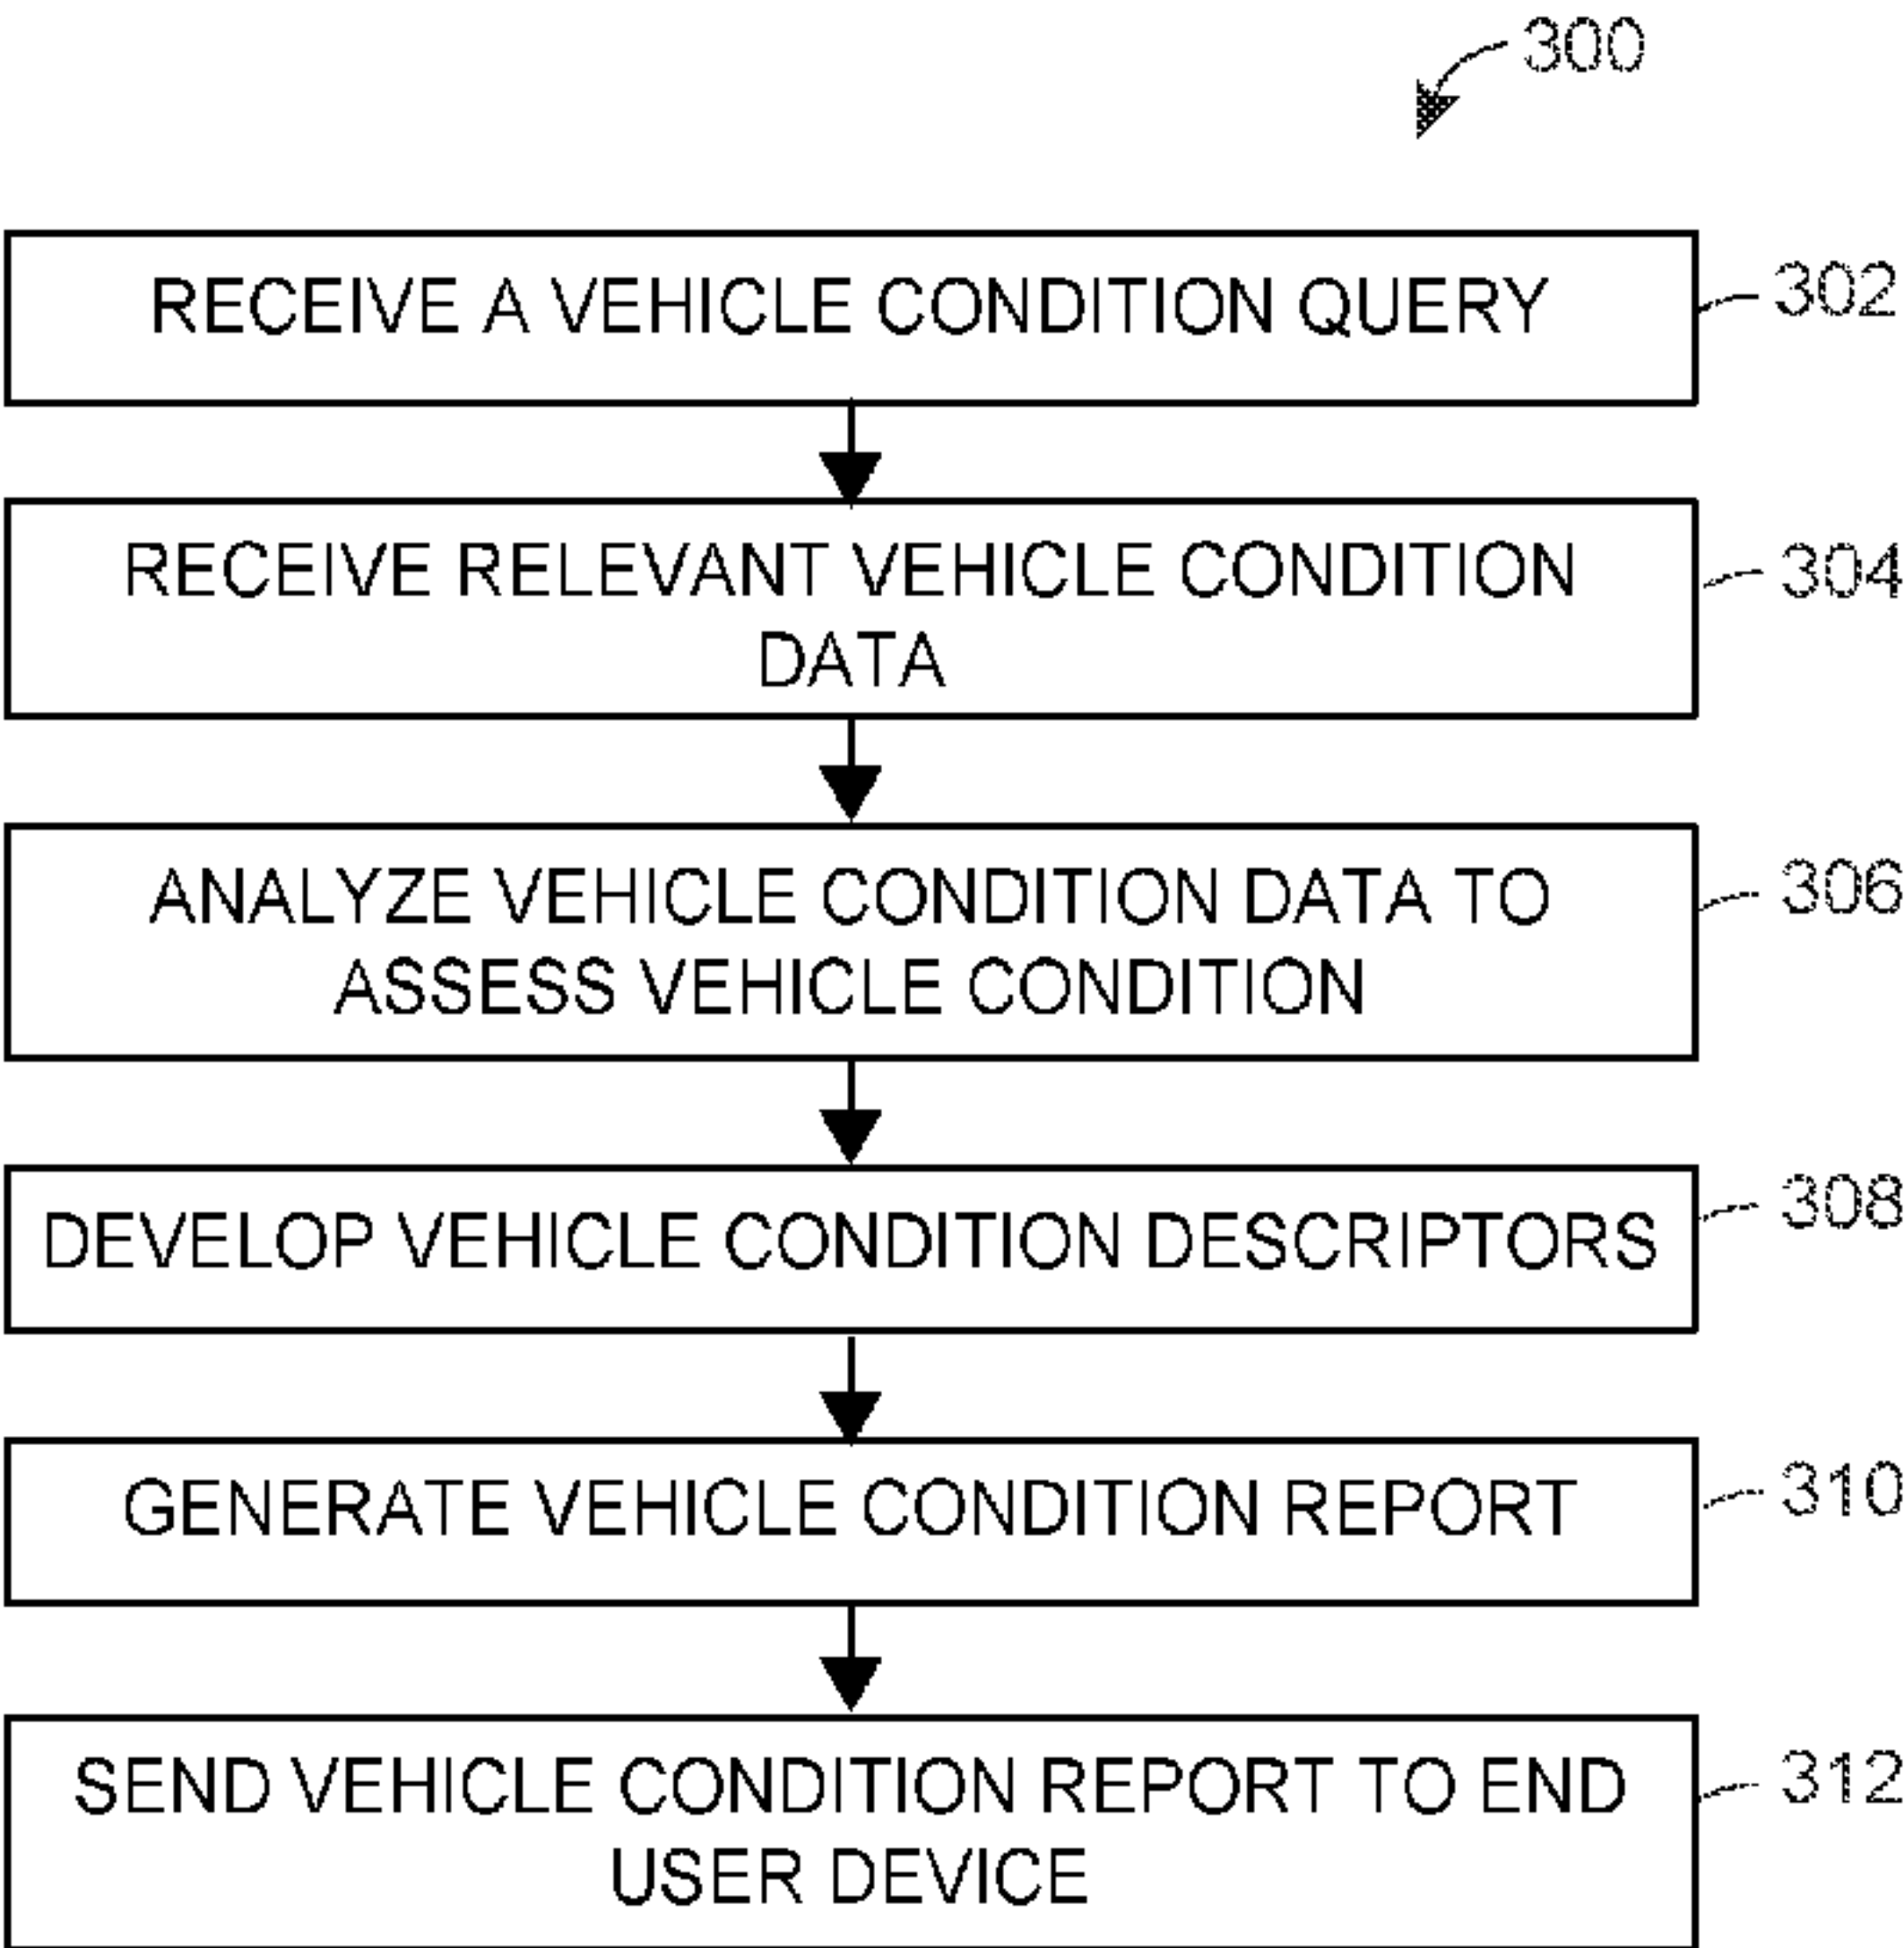 300
RECEIVE A VEHICLE CONDITION QUERY
302
RECEIVE RELEVANT VEHICLE CONDITION
DATA
304
ANALYZE VEHICLE CONDITION DATA TO
ASSESS VEHICLE CONDITION
306
DEVELOP VEHICLE CONDITION DESCRIPTORS
308
GENERATE VEHICLE CONDITION REPORT
310
SEND VEHICLE CONDITION REPORT TO END
USER DEVICE
312